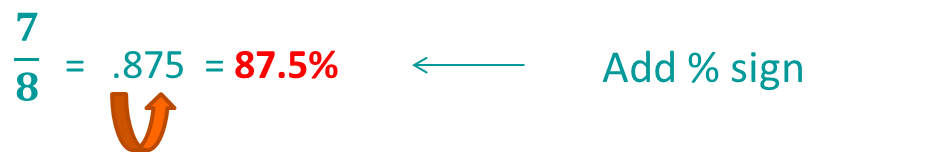 7/8 = .875 = 87.5% Add % sign